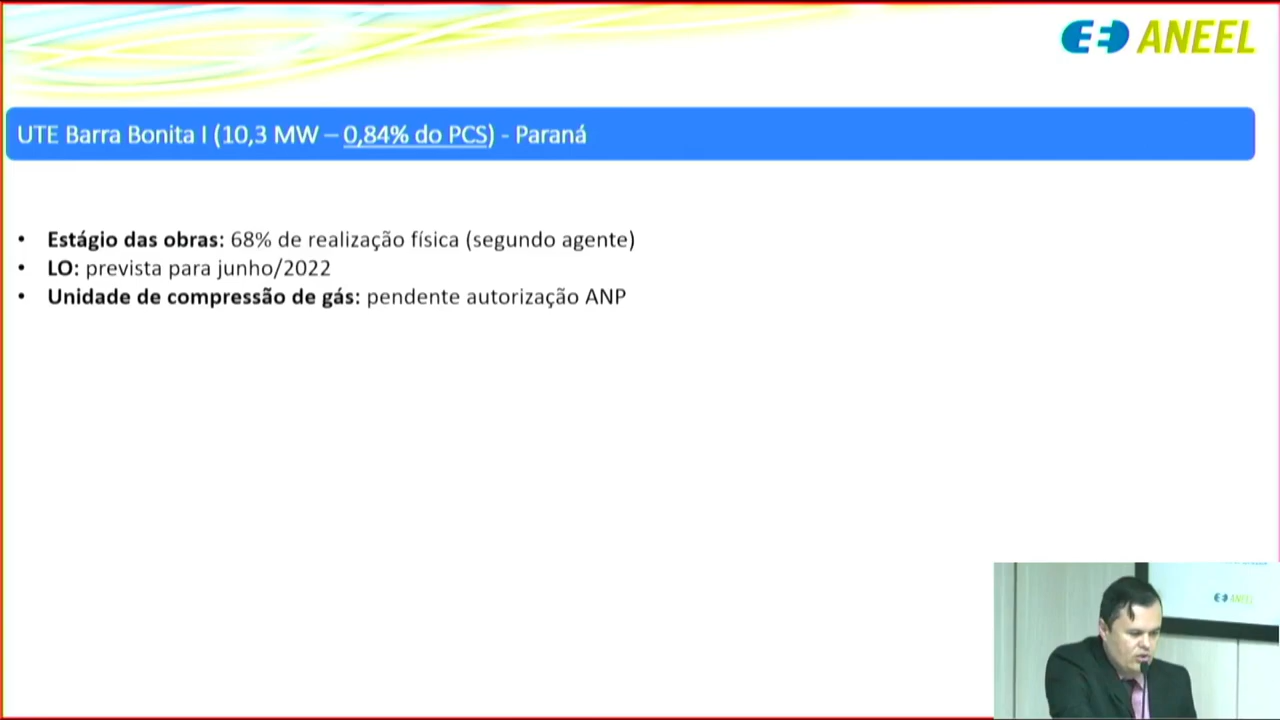 ANEEL
UTE Barra Bonita I (10,3 MW – 0,84% do PCS) - Paraná
• Estágio das obras: 68% de realização física (segundo agente)
• LO: prevista para junho/2022
• Unidade de compressão de gás: pendente autorização ANP
ANEEL